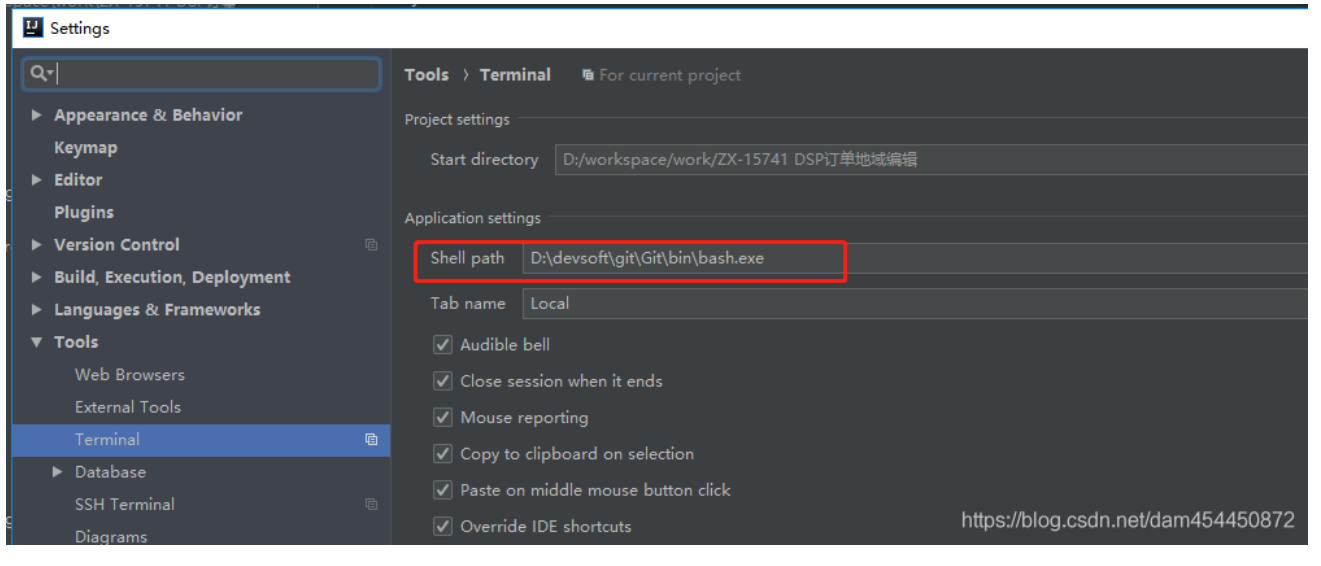 Settings
Appearance & Behavior
Keymap
Editor
Plugins
Version Control
Build, Execution, Deployment
Languages & Frameworks
Tools
Web Browsers
External Tools
Terminal
Database
SSH Terminal
Diagrams
Tools › Terminal For current project
Project settings
Start directory D:/workspace/work/ZX-15741 DSP订单地域编辑
Application settings
Shell path D:\devsoft\git\Git\bin\bash.exe
Tab name Local
Audible bell
Close session when it ends
Mouse reporting
Copy to clipboard on selection
Paste on middle mouse button click
Override IDE shortcuts
https://blog.csdn.net/dam454450872